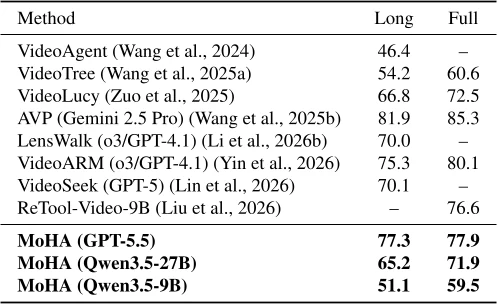 Method Long Full
VideoAgent (Wang et al., 2024) 46.4 –
VideoTree (Wang et al., 2025a) 54.2 60.6
VideoLucy (Zuo et al., 2025) 66.8 72.5
AVP (Gemini 2.5 Pro) (Wang et al., 2025b) 81.9 85.3
LensWalk (o3/GPT-4.1) (Li et al., 2026b) 70.0 –
VideoARM (o3/GPT-4.1) (Yin et al., 2026) 75.3 80.1
VideoSeek (GPT-5) (Lin et al., 2026) 70.1 –
ReTool-Video-9B (Liu et al., 2026) – 76.6
MoHA (GPT-5.5) 77.3 77.9
MoHA (Qwen3.5-27B) 65.2 71.9
MoHA (Qwen3.5-9B) 51.1 59.5